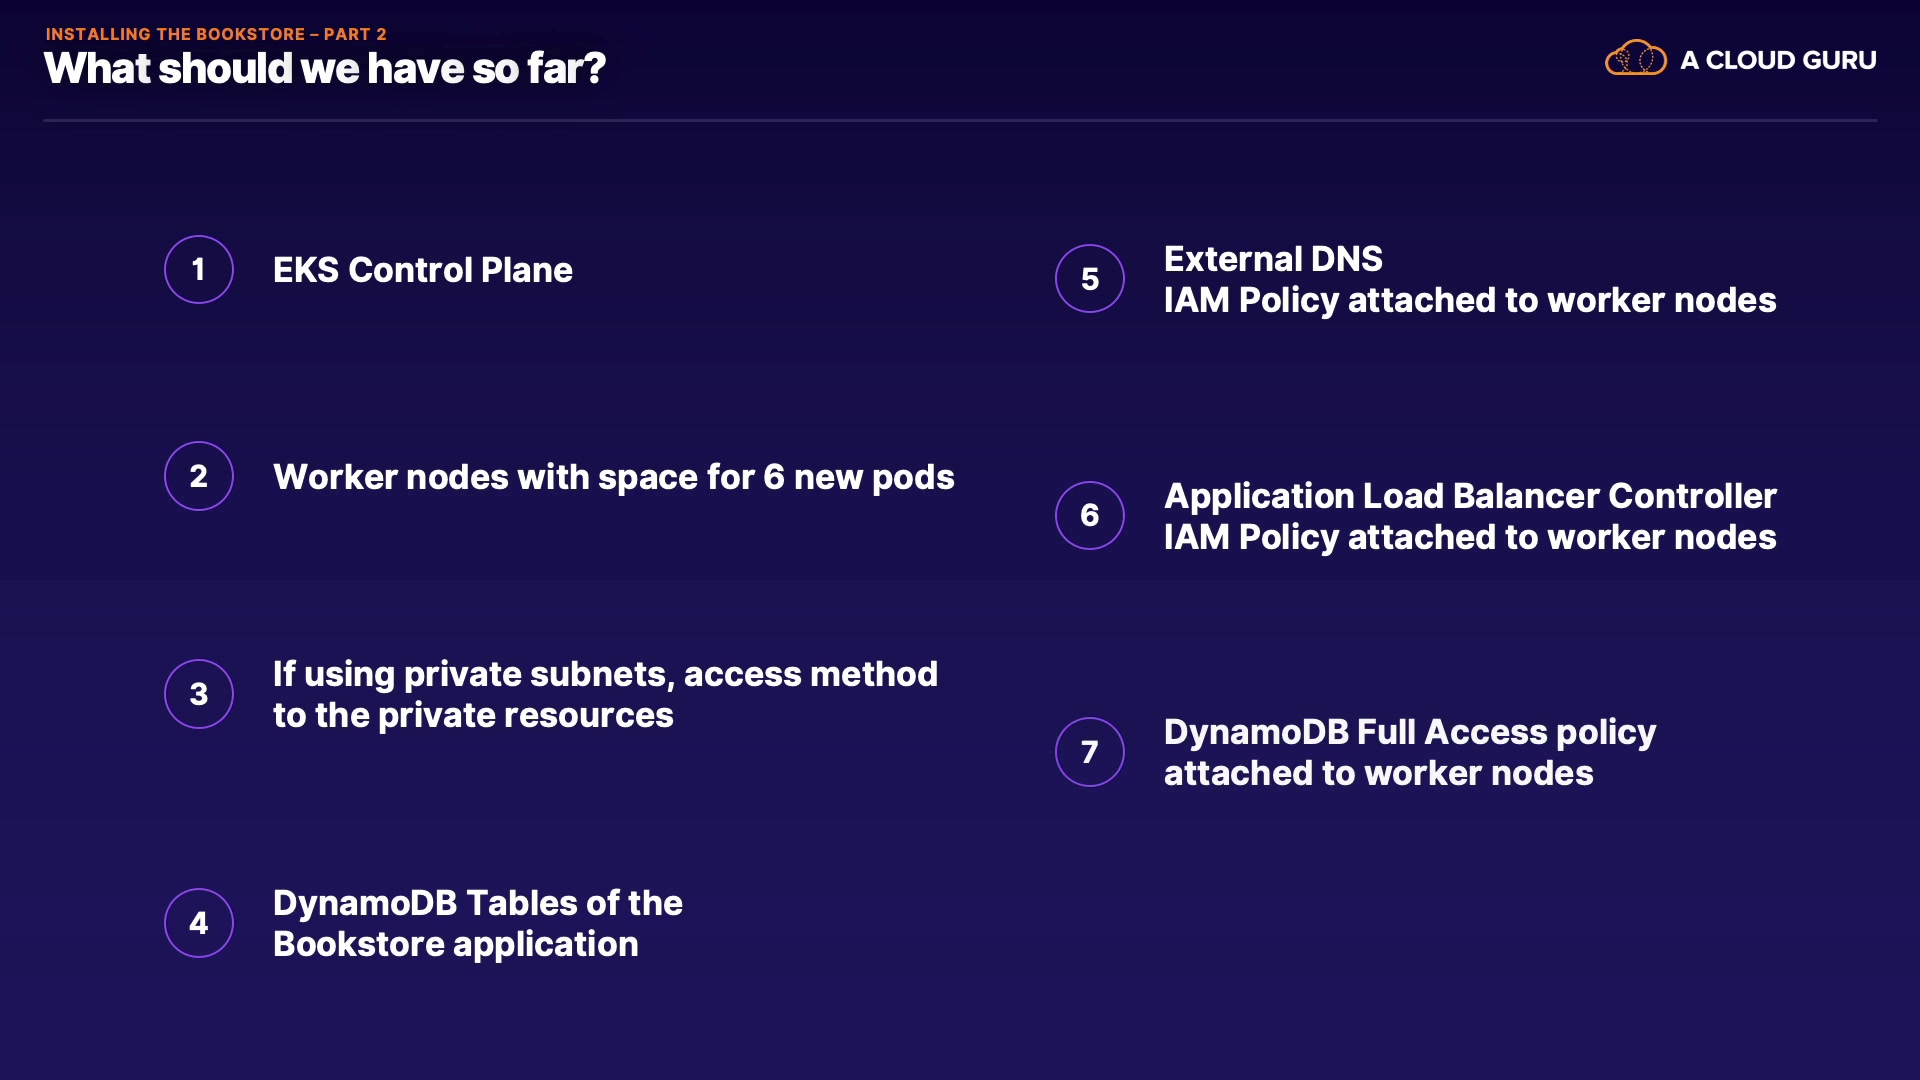 INSTALLING THE BOOKSTORE – PART 2
What should we have so far?
A CLOUD GURU
1
EKS Control Plane
2
Worker nodes with space for 6 new pods
3
If using private subnets, access method
to the private resources
4
DynamoDB Tables of the
Bookstore application
5
External DNS
IAM Policy attached to worker nodes
6
Application Load Balancer Controller
IAM Policy attached to worker nodes
7
DynamoDB Full Access policy
attached to worker nodes